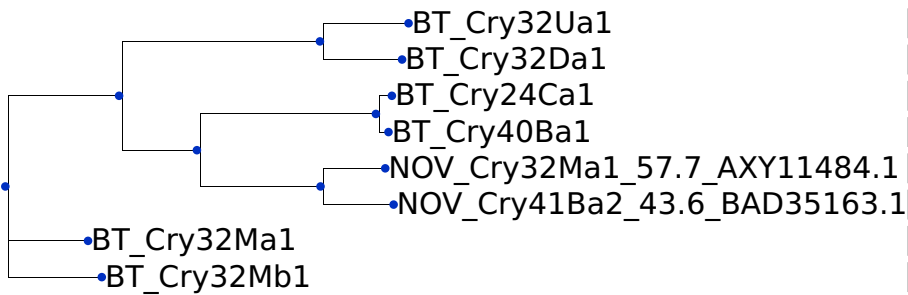 BT_Cry32Ua1
BT_Cry32Da1
BT_Cry24Ca1
BT_Cry40Ba1
NOV_Cry32Ma1_57.7_AXY11484.1
NOV_Cry41Ba2_43.6_BAD35163.1
BT_Cry32Ma1
BT_Cry32Mb1